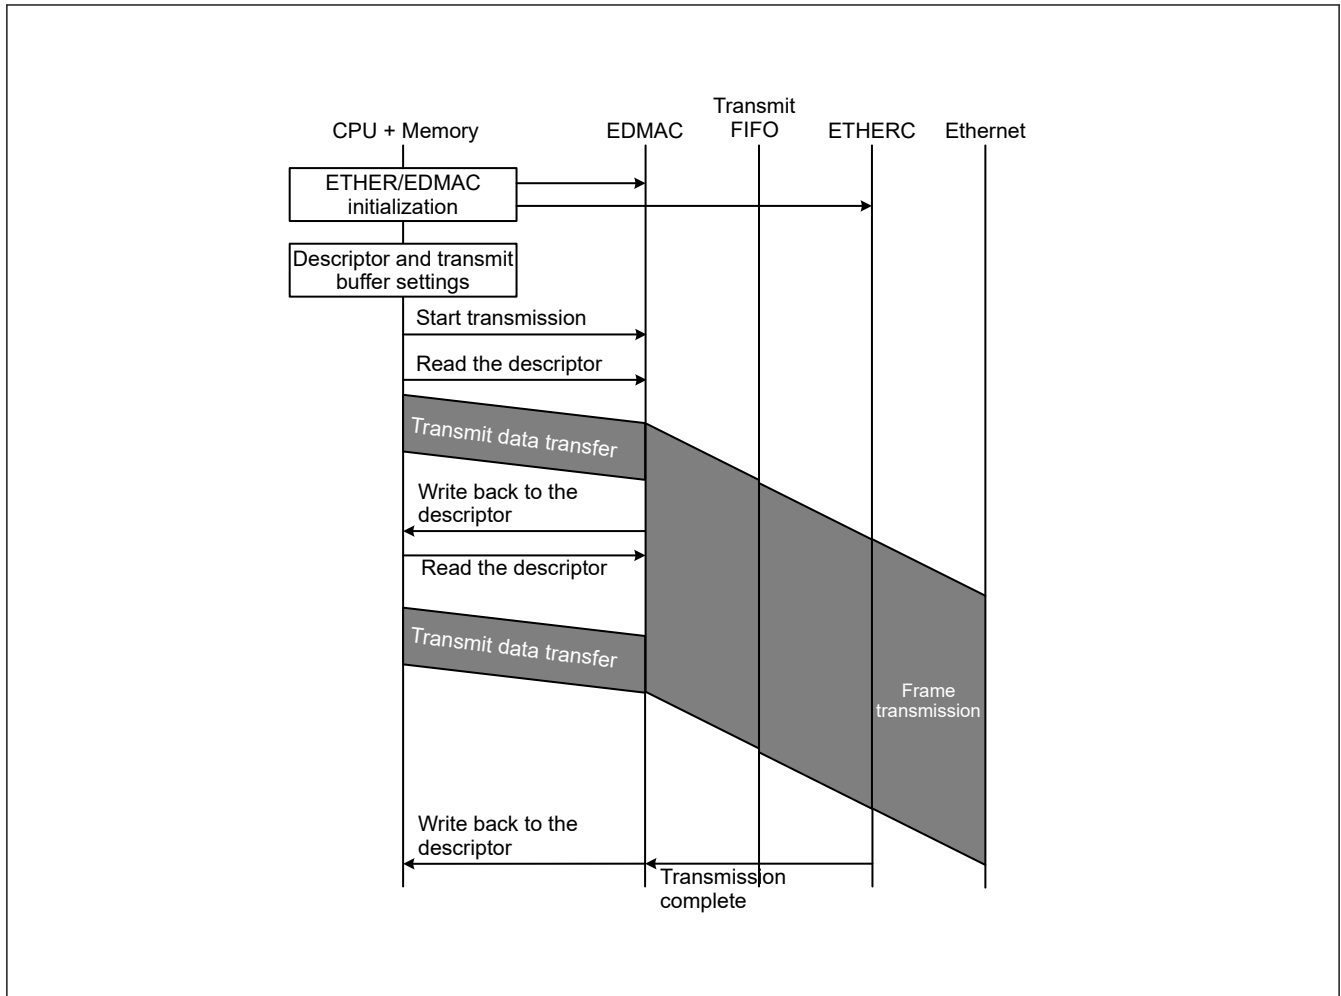 Transmit
FIFO
CPU + Memory
EDMAC
ETHERC
Ethernet
ETHER/EDMAC
initialization
Descriptor and transmit
buffer settings
Start transmission
Read the descriptor
Transmit data transfer
Write back to the
descriptor
Read the descriptor
Transmit data transfer
Frame
transmission
Write back to the
descriptor
Transmission
complete